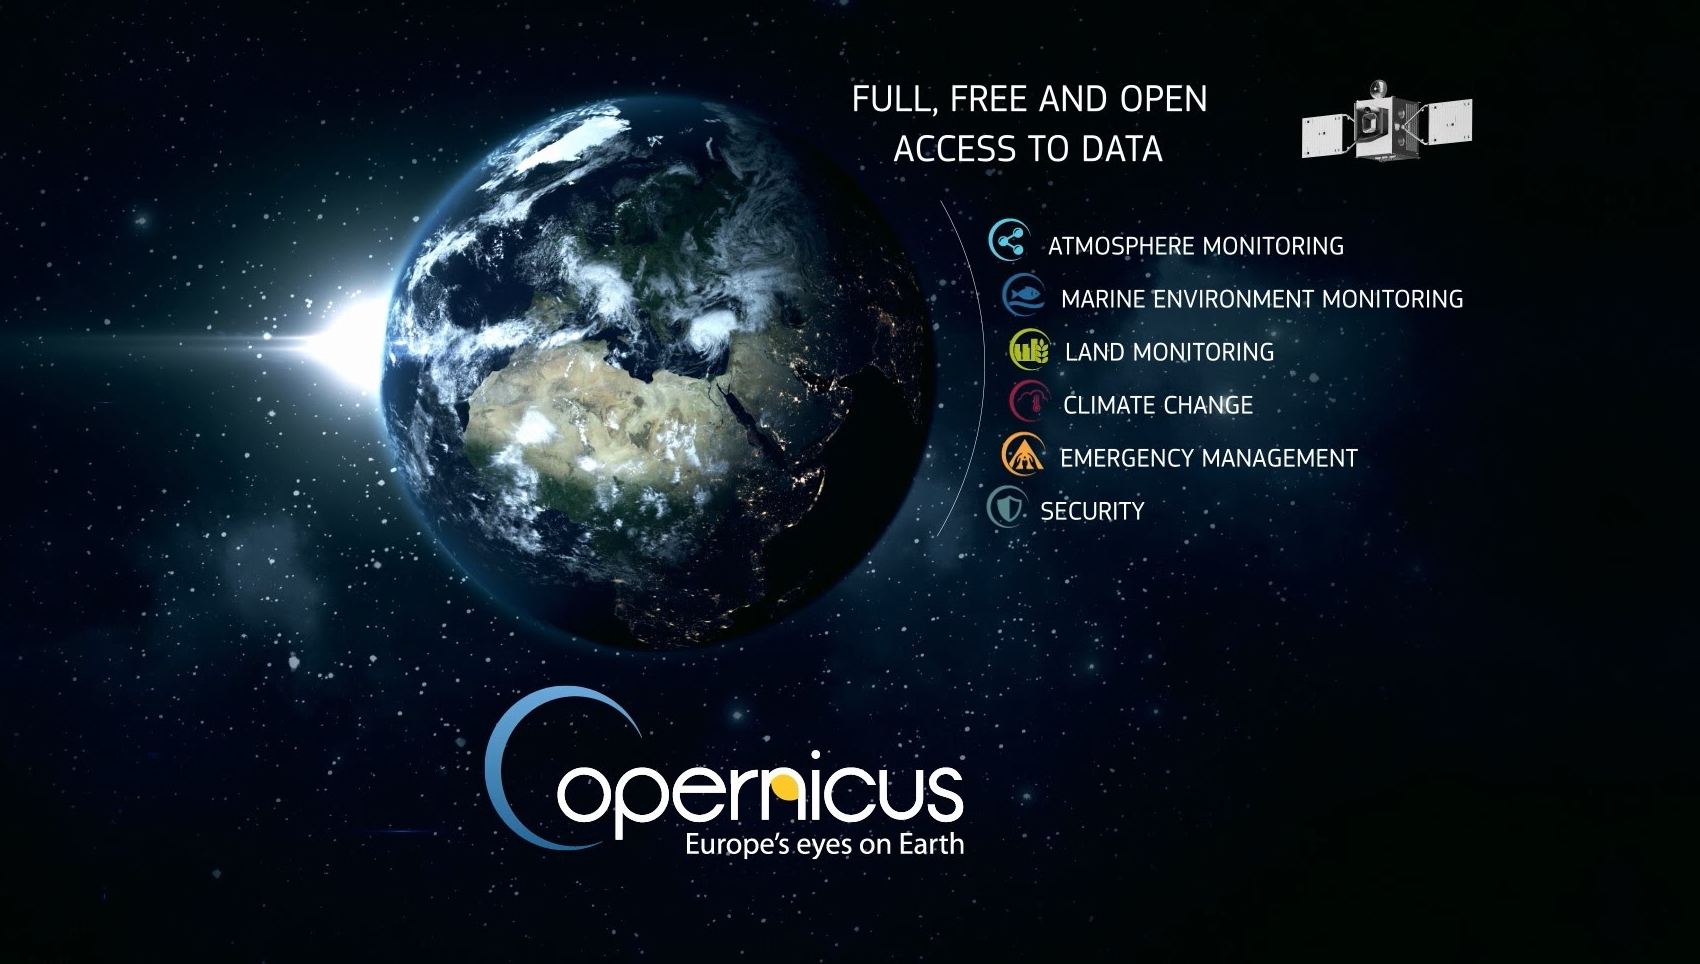 FULL, FREE AND OPEN
ACCESS TO DATA
ATMOSPHERE MONITORING
MARINE ENVIRONMENT MONITORING
LAND MONITORING
CLIMATE CHANGE
EMERGENCY MANAGEMENT
SECURITY
Copernicus
Europe's eyes on Earth